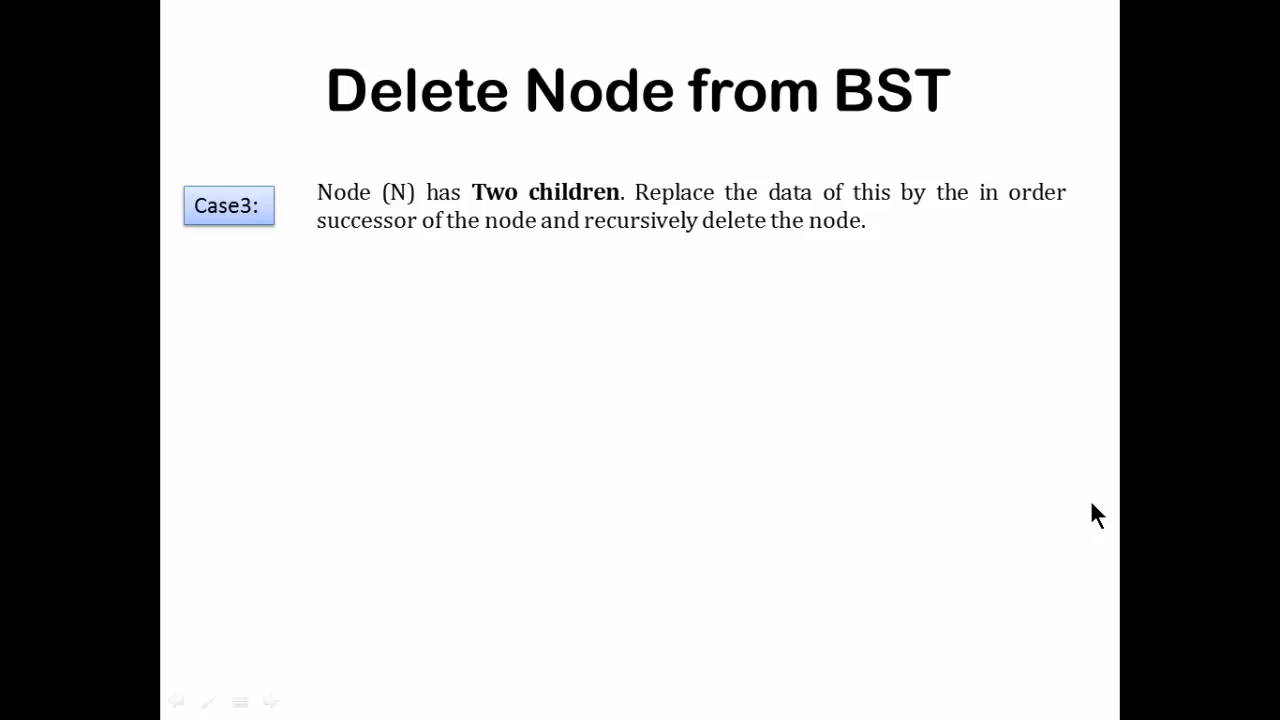 Delete Node from BST
Case3:
Node (N) has Two children. Replace the data of this by the in order
successor of the node and recursively delete the node.